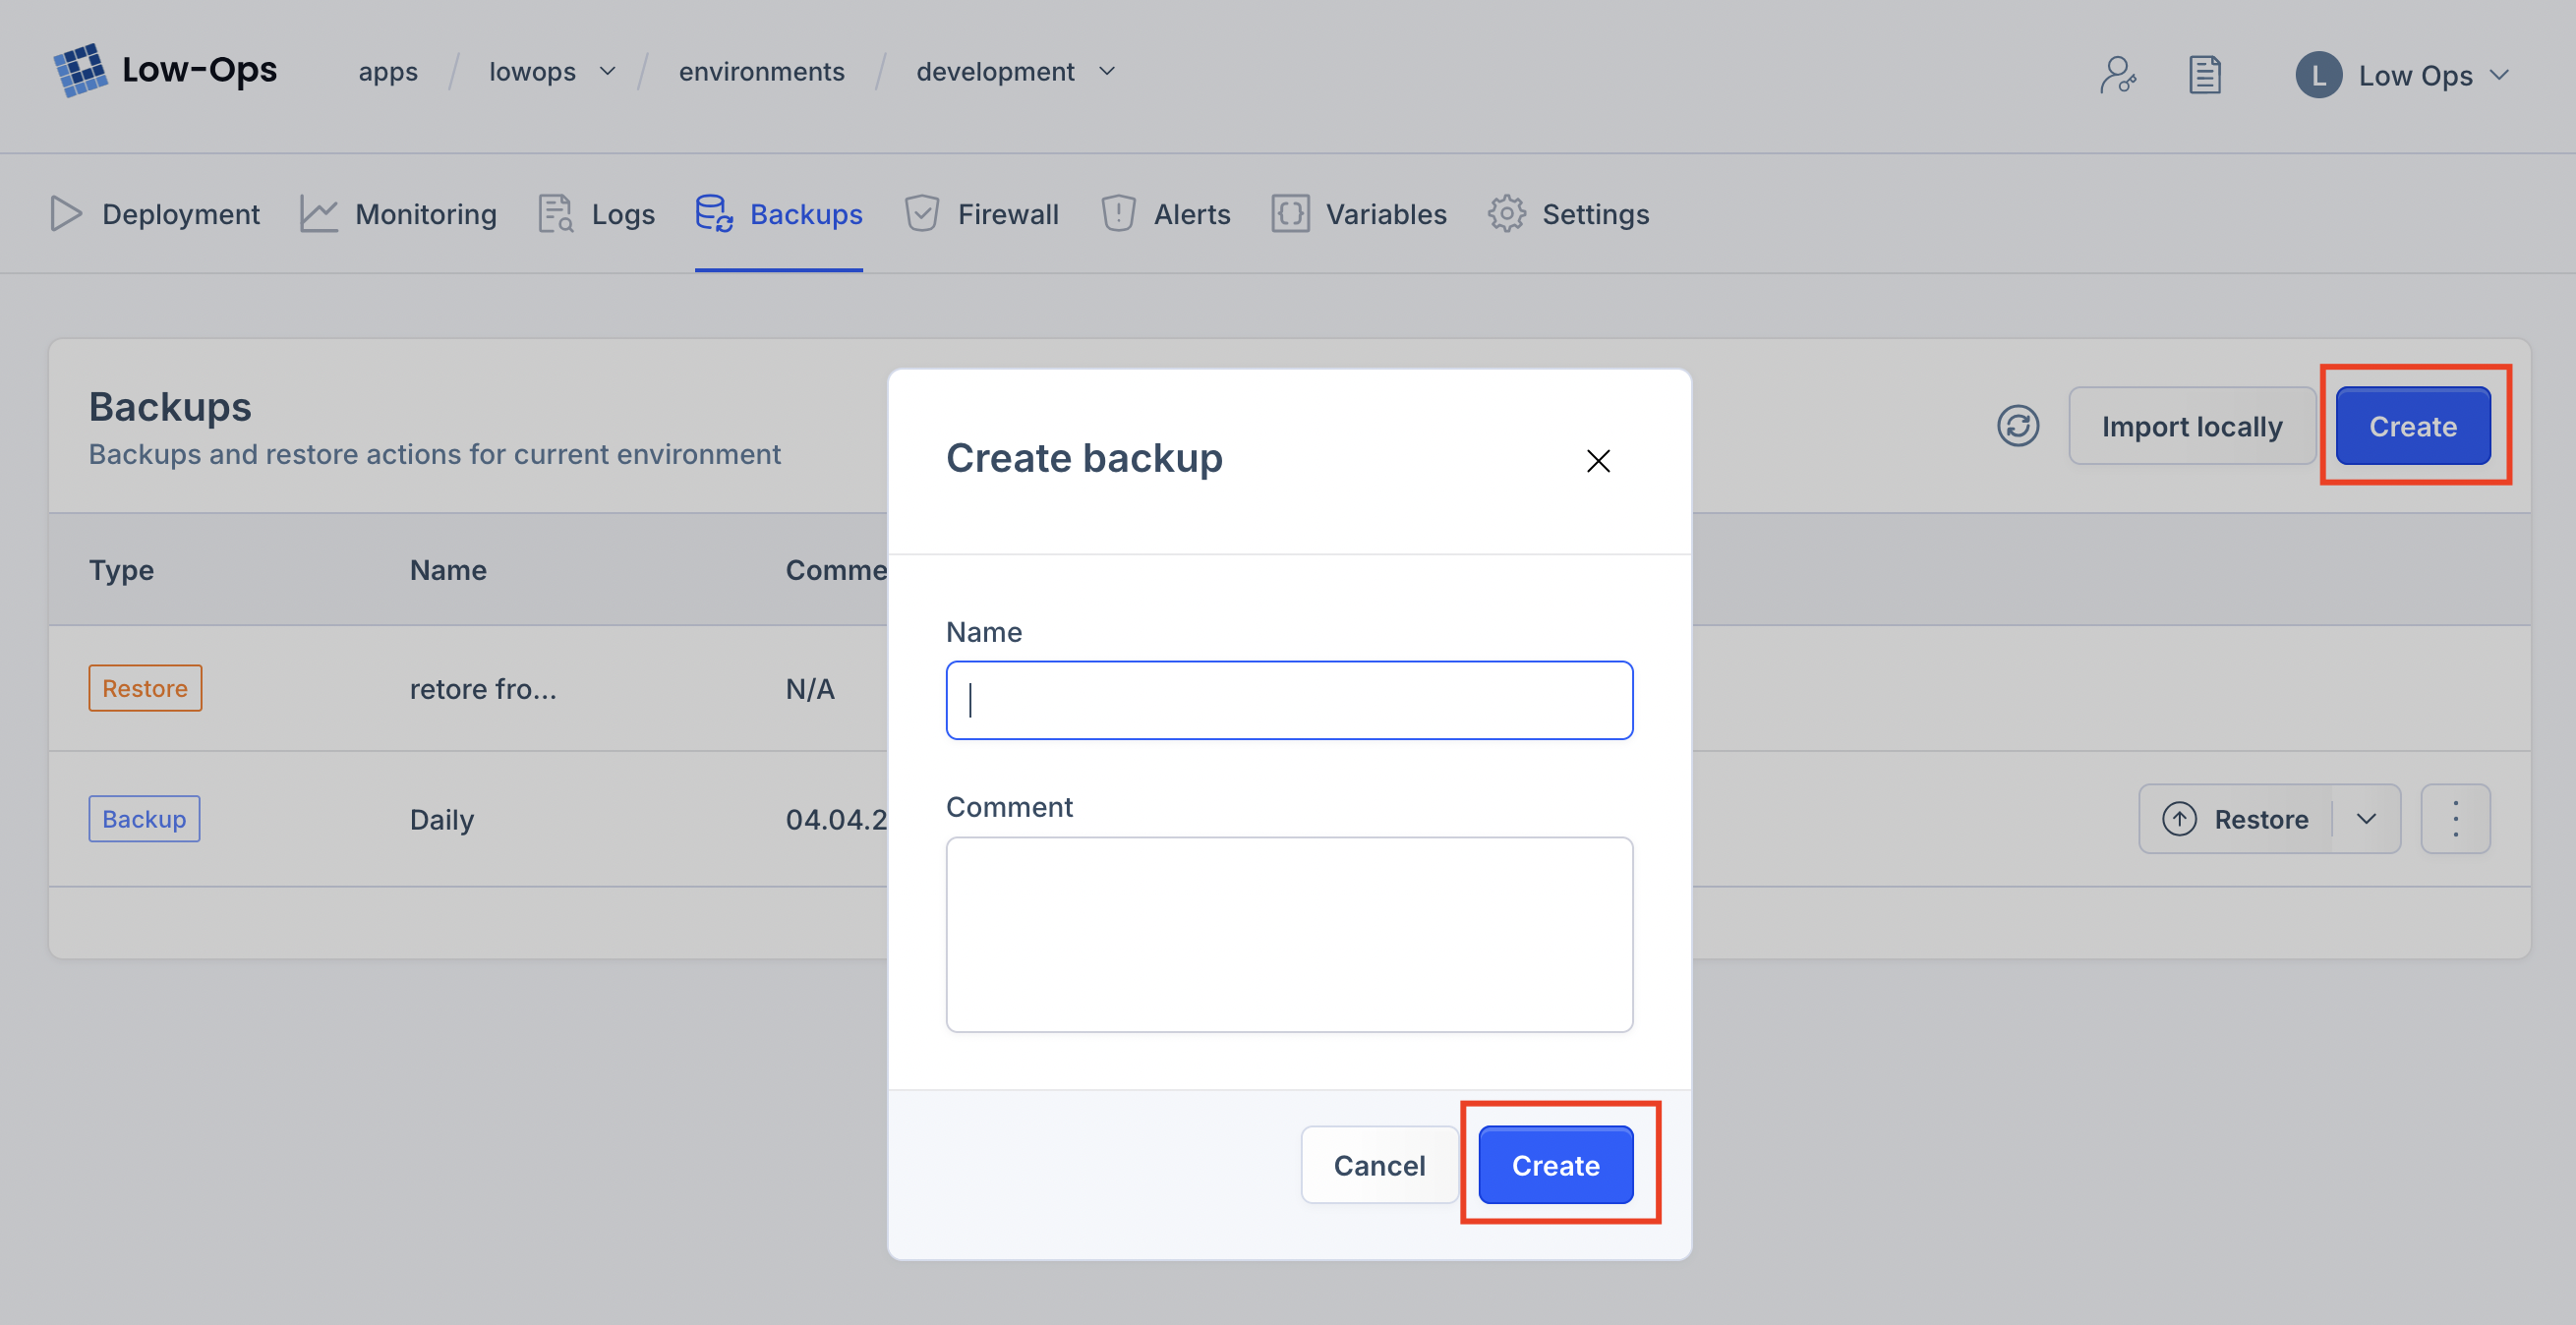 Low-Ops apps / lowops / environments / development L Low Ops
Deployment Monitoring Logs Backups Firewall Alerts Variables Settings
Backups
Backups and restore actions for current environment
Import locally Create
Type Name Comme
Restore retore fro... N/A
Backup Daily 04.04.2 Restore
Create backup
Name
Comment
Cancel Create